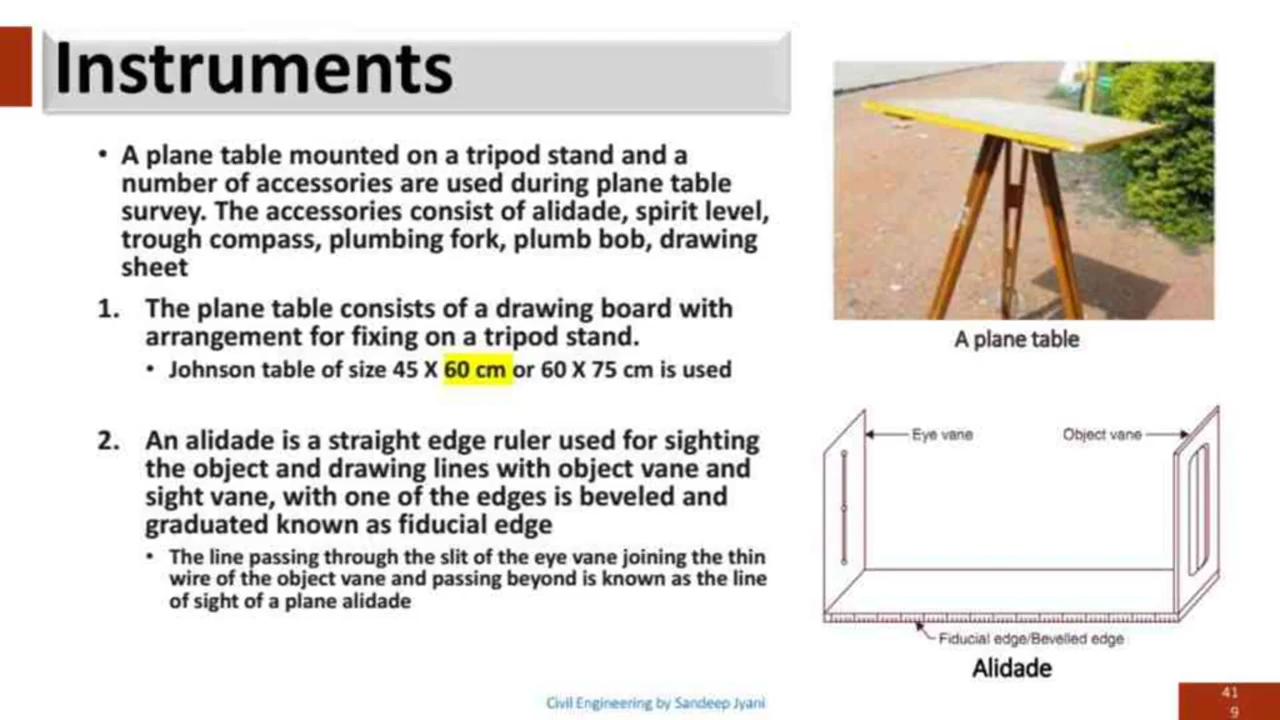 Instruments
• A plane table mounted on a tripod stand and a
number of accessories are used during plane table
survey. The accessories consist of alidade, spirit level,
trough compass, plumbing fork, plumb bob, drawing
sheet
1. The plane table consists of a drawing board with
arrangement for fixing on a tripod stand.
• Johnson table of size 45 X 60 cm or 60 X 75 cm is used
2. An alidade is a straight edge ruler used for sighting
the object and drawing lines with object vane and
sight vane, with one of the edges is beveled and
graduated known as fiducial edge
• The line passing through the slit of the eye vane joining the thin
wire of the object vane and passing beyond is known as the line
of sight of a plane alidade
A plane table
Eye vane
Object vane
Fiducial edge/Bevelled edge
Alidade
Civil Engineering by Sandeep Jyani
41
9